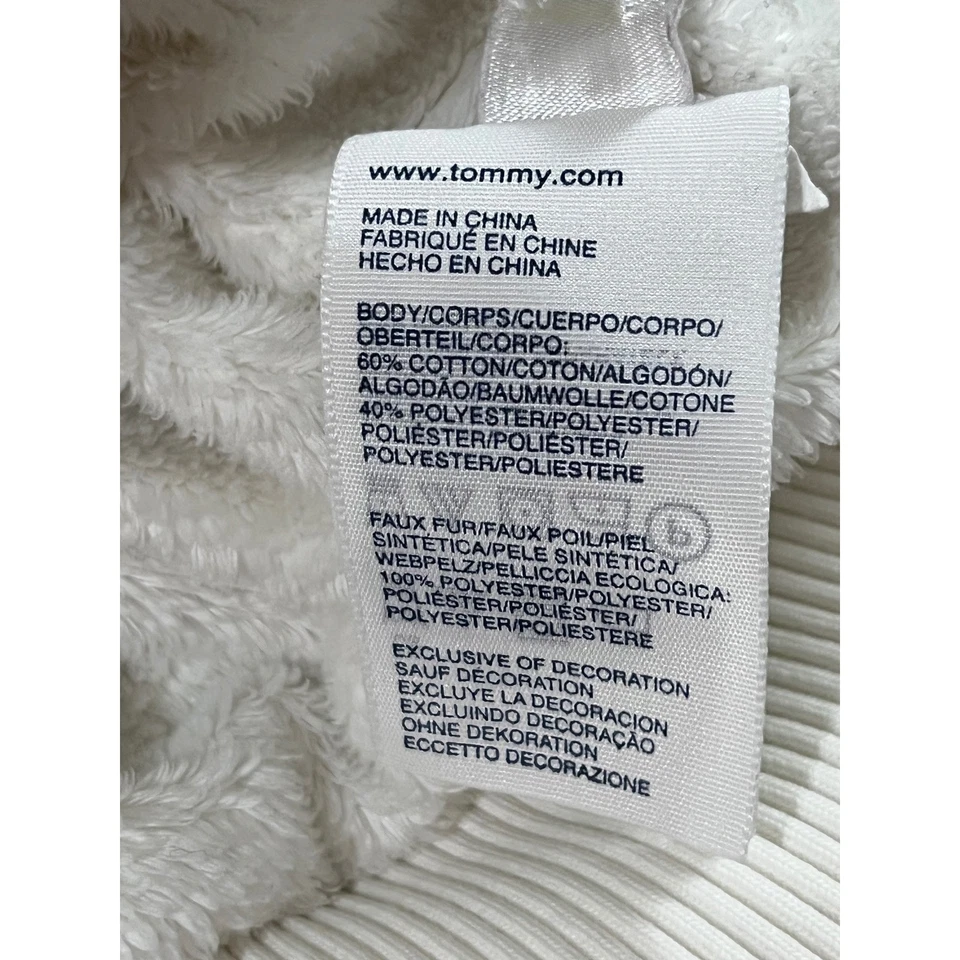 www.tommy.com
MADE IN CHINA
FABRIQUÉ EN CHINE
HECHO EN CHINA
BODY/CORPS/CUERPO/CORPO/
OBERTEIL/CORPO:
60% COTTON/COTON/ALGODÓN/
ALGODÃO/BAUMWOLLE/COTONE
40% POLYESTER/POLYESTER/
POLIÉSTER/POLIÉSTER/
POLYESTER/POLIESTERE
FAUX FUR/FAUX POIL/PIEL
SINTÉTICA/PELE SINTÉTICA/
WEBPELZ/PELLICCIA ECOLOGICA:
100% POLYESTER/POLYESTER/
POLIÉSTER/POLIÉSTER/
POLYESTER/POLIESTERE
EXCLUSIVE OF DECORATION
SAUF DÉCORATION
EXCLUYE LA DECORACION
EXCLUINDO DECORAÇÃO
OHNE DEKORATION
ECCETTO DECORAZIONE